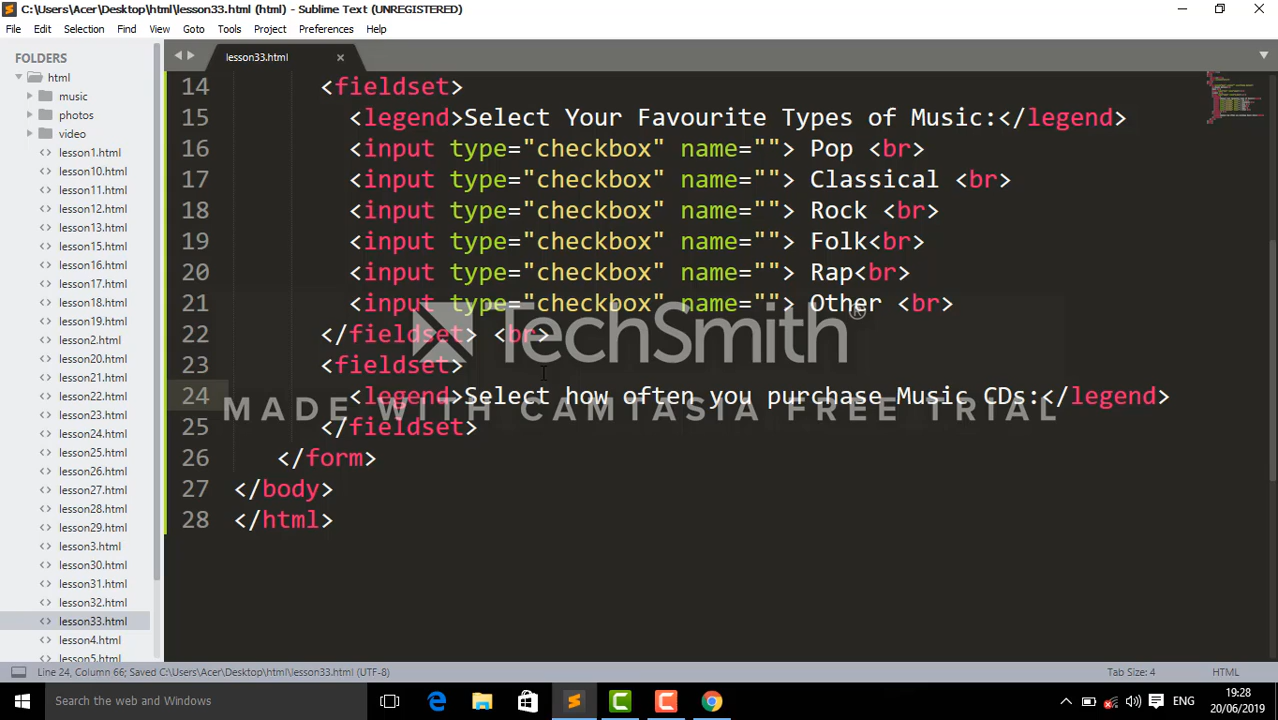 C:\Users\Acer\Desktop\html\lesson33.html (html) - Sublime Text (UNREGISTERED)
File Edit Selection Find View Goto Tools Project Preferences Help
FOLDERS
html
music
photos
video
lesson1.html
lesson10.html
lesson11.html
lesson12.html
lesson13.html
lesson15.html
lesson16.html
lesson17.html
lesson18.html
lesson19.html
lesson2.html
lesson20.html
lesson21.html
lesson22.html
lesson23.html
lesson24.html
lesson25.html
lesson26.html
lesson27.html
lesson28.html
lesson29.html
lesson3.html
lesson30.html
lesson31.html
lesson32.html
lesson33.html
lesson4.html
lesson5.html
lesson33.html
14 <fieldset>
15 <legend>Select Your Favourite Types of Music:</legend>
16 <input type="checkbox" name=""> Pop <br>
17 <input type="checkbox" name=""> Classical <br>
18 <input type="checkbox" name=""> Rock <br>
19 <input type="checkbox" name=""> Folk<br>
20 <input type="checkbox" name=""> Rap<br>
21 <input type="checkbox" name=""> Other <br>
22 </fieldset> <br>
23 <fieldset>
24 <legend>Select how often you purchase Music CDs:</legend>
25 </fieldset>
26 </form>
27 </body>
28 </html>
TechSmith®
MADE WITH CAMTASIA FREE TRIAL
Line 24, Column 66; Saved C:\Users\Acer\Desktop\html\lesson33.html (UTF-8)
Tab Size: 4
HTML
Search the web and Windows
ENG
19:28
20/06/2019